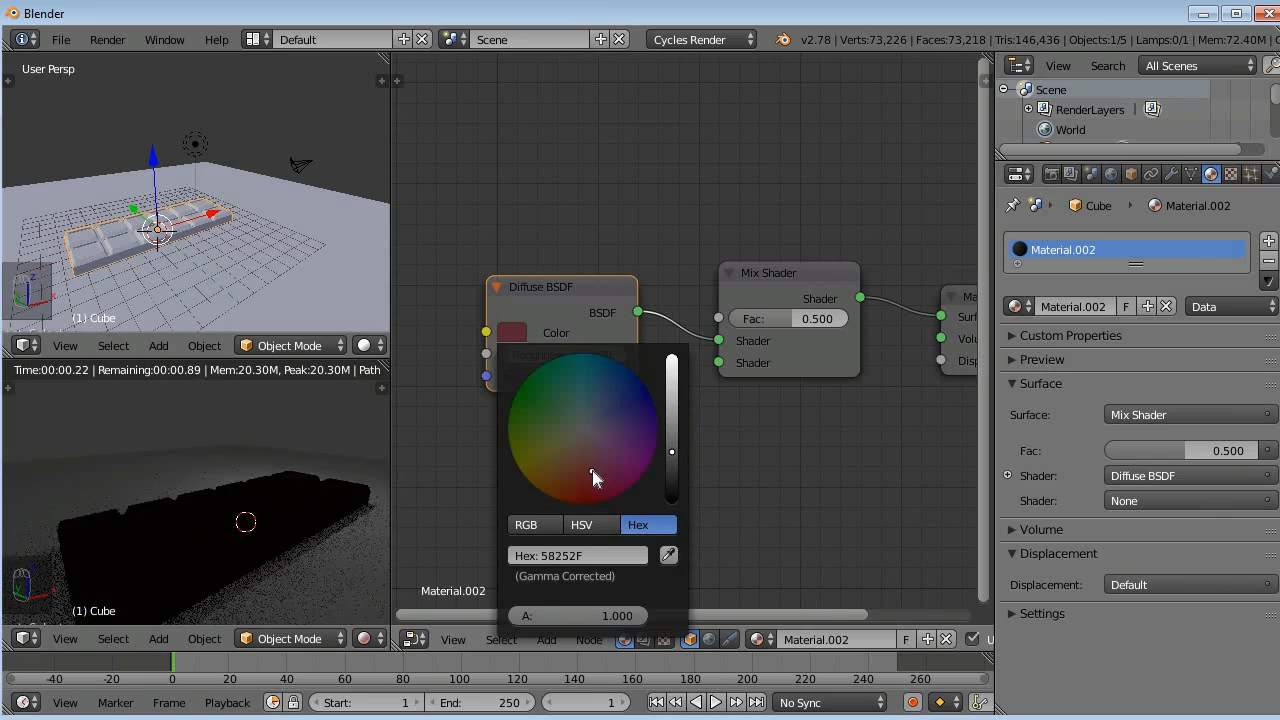 Blender
File Render Window Help Default Scene Cycles Render v2.78 | Verts:73,226 | Faces:73,218 | Tris:146,436 | Objects:1/5 | Lamps:0/1 | Mem:72.40M
User Persp
View Search All Scenes
Scene
RenderLayers
World
Cube Material.002
Material.002
Material.002 F Data
Custom Properties
Preview
Surface
Surface: Mix Shader
Fac: 0.500
Shader: Diffuse BSDF
Shader: None
Volume
Displacement
Displacement: Default
Settings
Diffuse BSDF
BSDF
Color
Mix Shader
Shader
Fac: 0.500
Shader
Shader
Ma
Surf
Volu
Disp
RGB HSV Hex
Hex: 58252F
(Gamma Corrected)
A: 1.000
Material.002
(1) Cube
View Select Add Object Object Mode
Time:00:00.22 | Remaining:00:00.89 | Mem:20.30M, Peak:20.30M | Path
(1) Cube
View Select Add Object Object Mode
View Select Add Node Material.002 F U
-40 -20 0 20 40 60 80 100 120 140 160 180 200 220 240 260
View Marker Frame Playback Start: 1 End: 250 1 No Sync